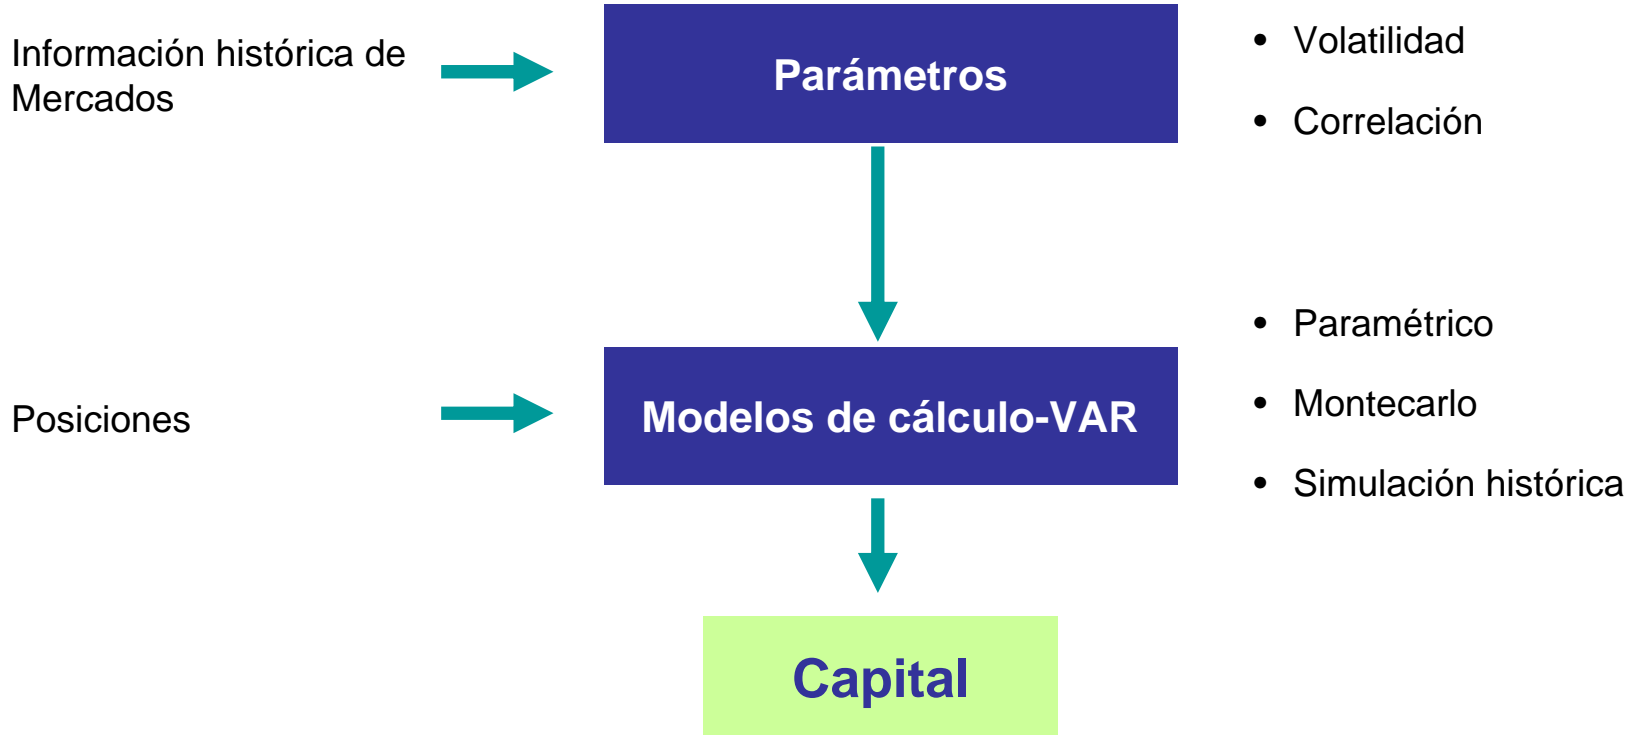 Información histórica de
Mercados
Parámetros
• Volatilidad
• Correlación
Posiciones
Modelos de cálculo-VAR
• Paramétrico
• Montecarlo
• Simulación histórica
Capital